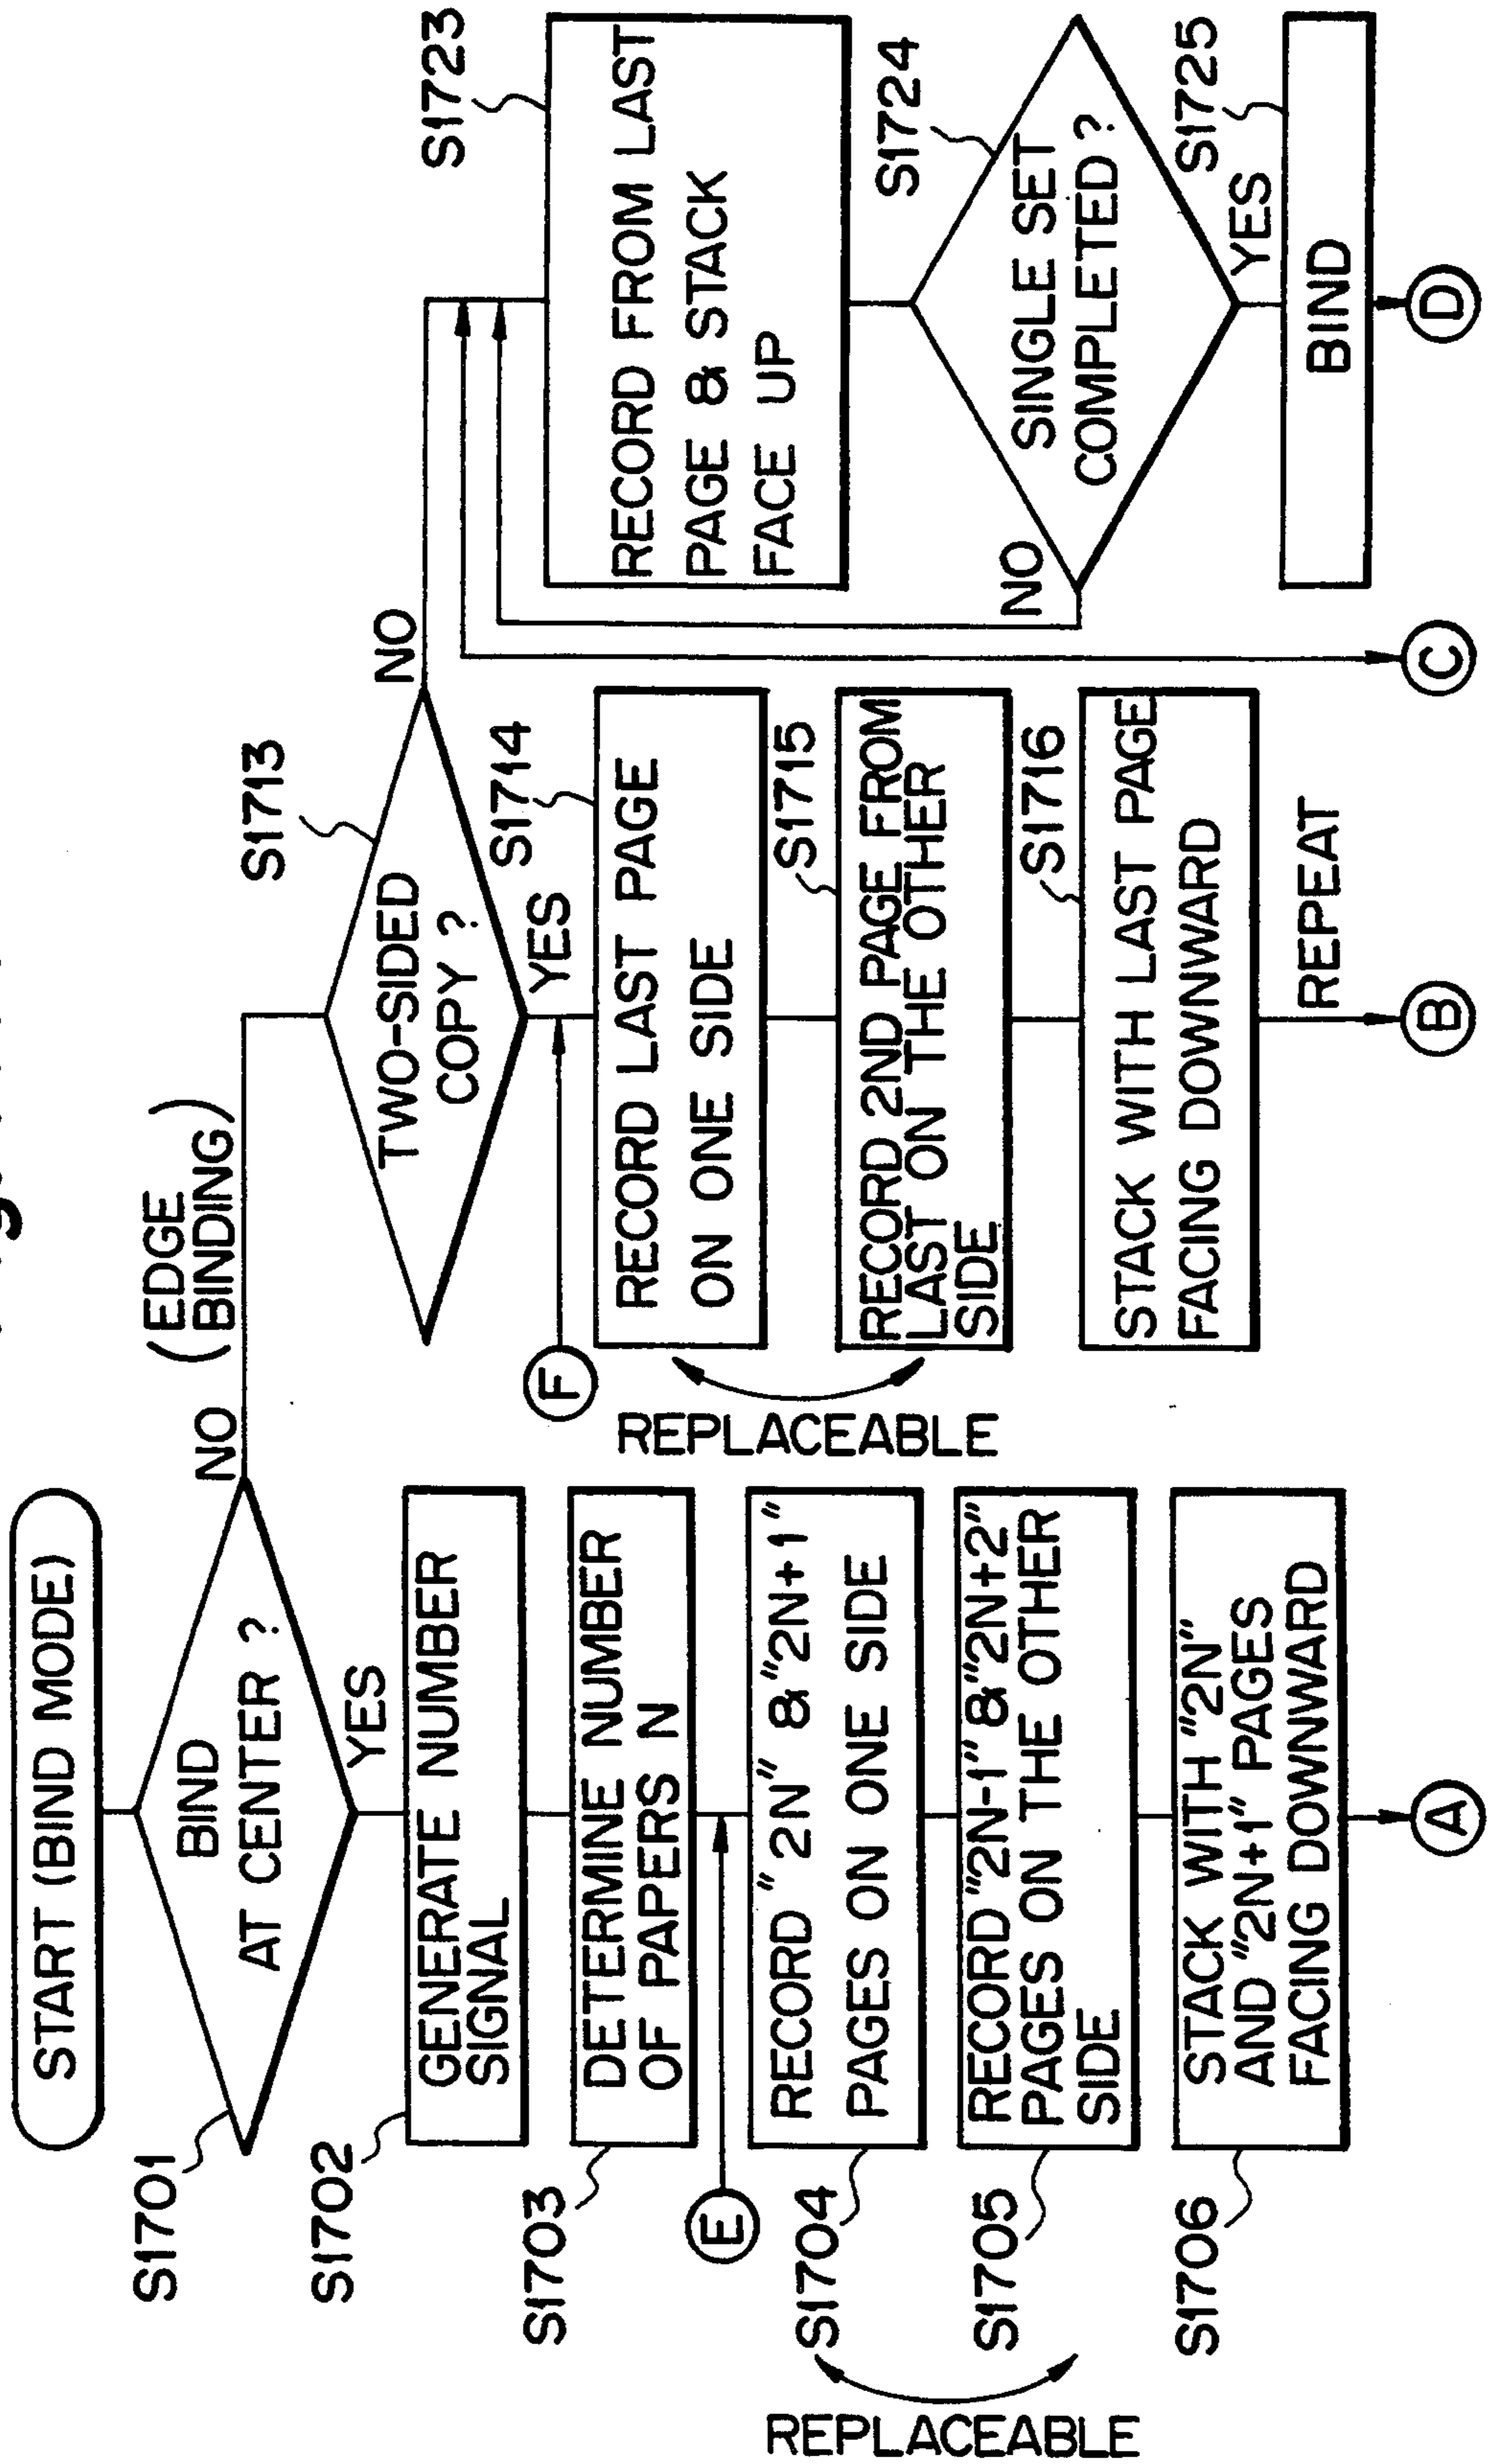 START (BIND MODE)
S1701
BIND
AT CENTER ?
NO
(EDGE
BINDING)
YES
S1702
GENERATE NUMBER
SIGNAL
S1703
DETERMINE NUMBER
OF PAPERS N
E
S1704
RECORD "2N" & "2N+1"
PAGES ON ONE SIDE
REPLACEABLE
S1705
RECORD "2N-1" & "2N+2"
PAGES ON THE OTHER
SIDE
S1706
STACK WITH "2N"
AND "2N+1" PAGES
FACING DOWNWARD
A
S1713
TWO-SIDED
COPY ?
NO
YES
F
S1714
RECORD LAST PAGE
ON ONE SIDE
REPLACEABLE
S1715
RECORD 2ND PAGE FROM
LAST ON THE OTHER
SIDE
S1716
STACK WITH LAST PAGE
FACING DOWNWARD
REPEAT
B
S1723
RECORD FROM LAST
PAGE & STACK
FACE UP
S1724
SINGLE SET
COMPLETED ?
NO
YES
S1725
BIND
C
D